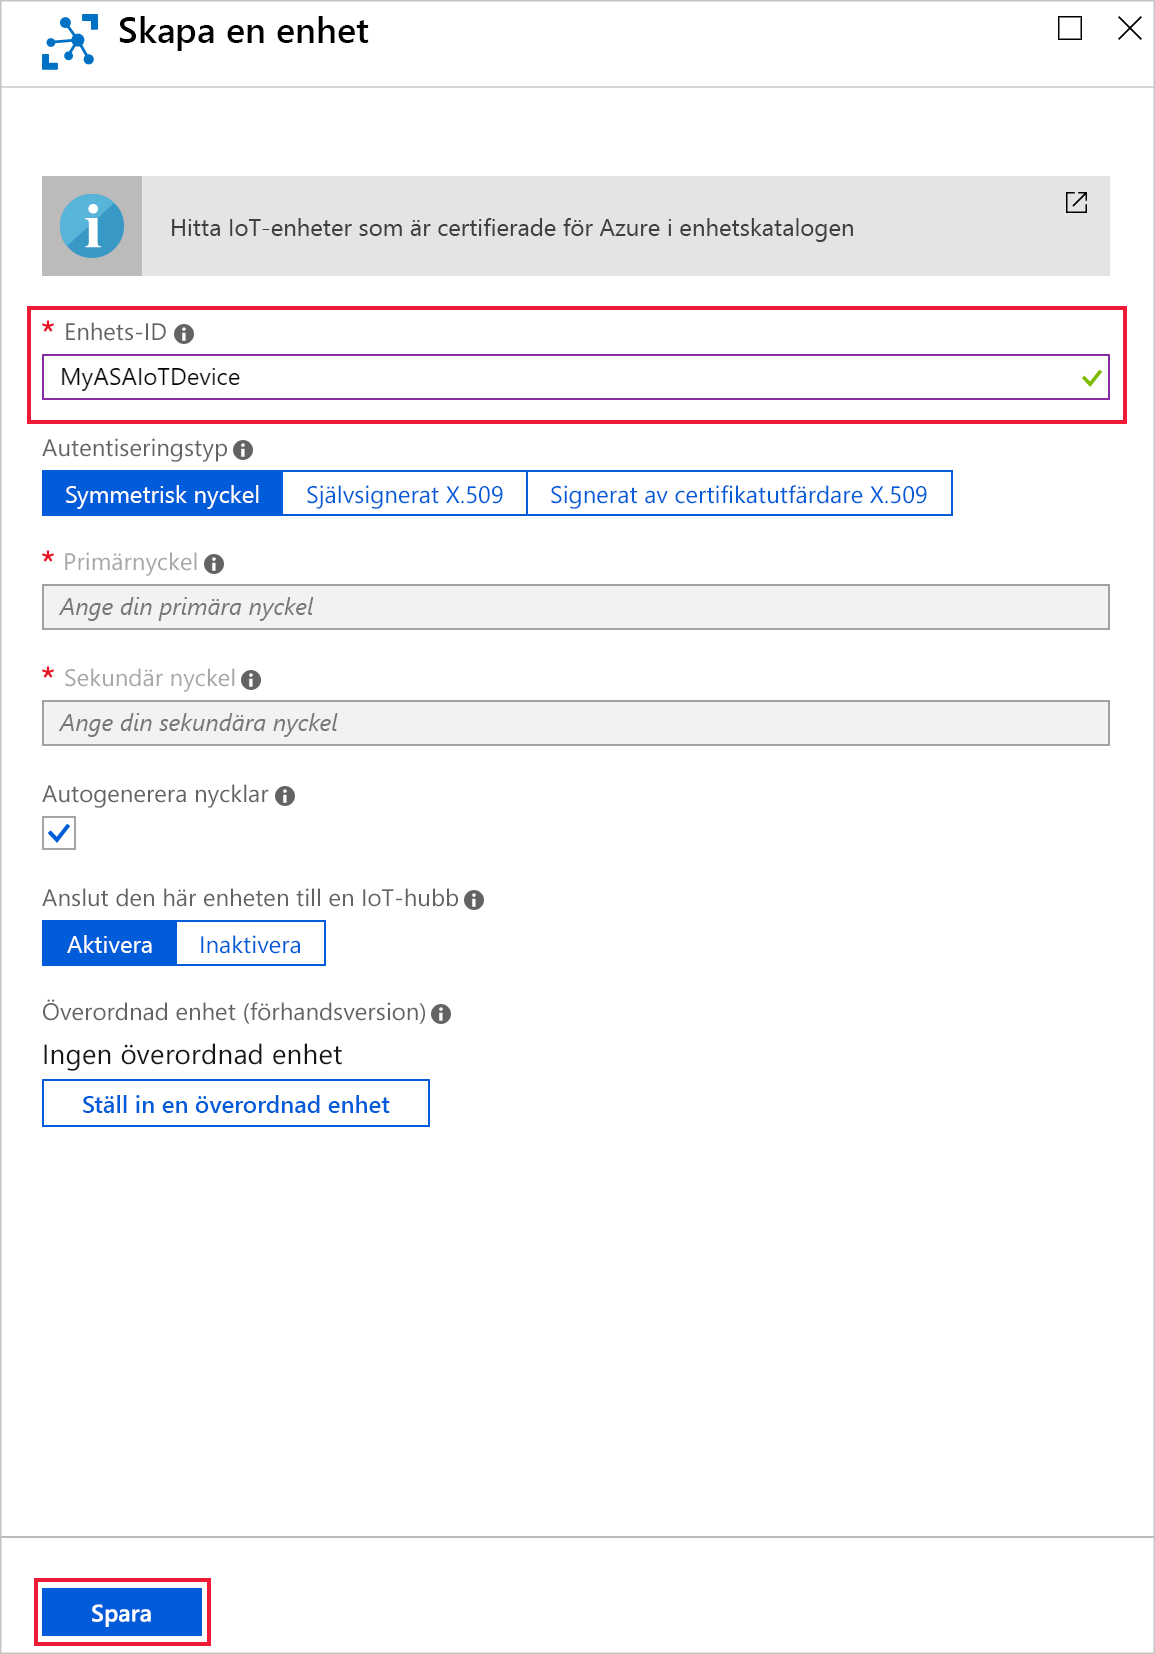 Skapa en enhet
Hitta IoT-enheter som är certifierade för Azure i enhetskatalogen
* Enhets-ID
MyASAIoTDevice
Autentiseringstyp
Symmetrisk nyckel Självsignerat X.509 Signerat av certifikatutfärdare X.509
* Primärnyckel
Ange din primära nyckel
* Sekundär nyckel
Ange din sekundära nyckel
Autogenerera nycklar
Anslut den här enheten till en IoT-hubb
Aktivera Inaktivera
Överordnad enhet (förhandsversion)
Ingen överordnad enhet
Ställ in en överordnad enhet
Spara